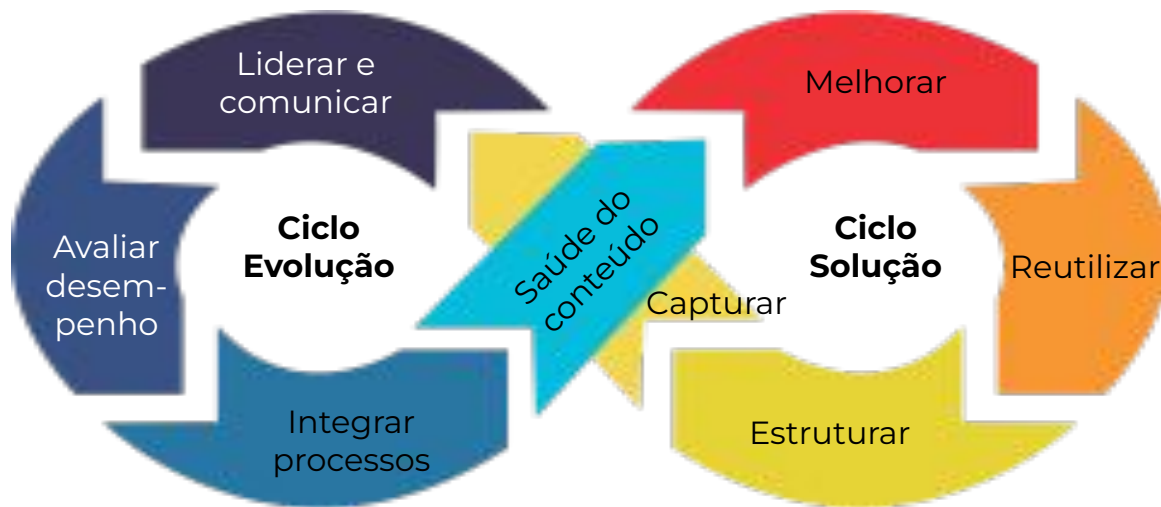 Liderar e
comunicar
Avaliar
desem-
penho
Ciclo
Evolução
Integrar
processos
Saúde do
conteúdo
Capturar
Melhorar
Ciclo
Solução
Reutilizar
Estruturar